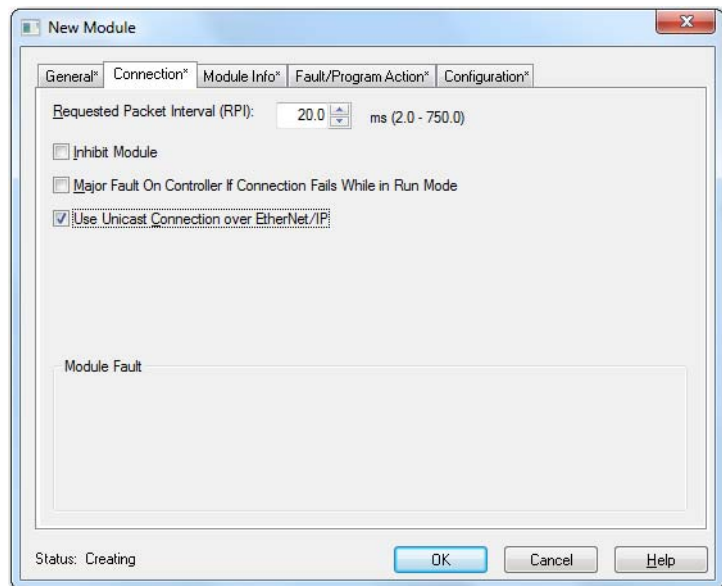 New Module
General* Connection* Module Info* Fault/Program Action* Configuration*
Requested Packet Interval (RPI): 20.0 ms (2.0 - 750.0)
Inhibit Module
Major Fault On Controller If Connection Fails While in Run Mode
Use Unicast Connection over EtherNet/IP
Module Fault
Status: Creating OK Cancel Help